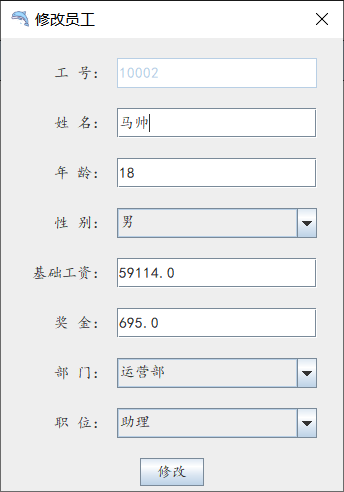 修改员工
工 号： 10002
姓 名： 马帅
年 龄： 18
性 别： 男
基础工资： 59114.0
奖 金： 695.0
部 门： 运营部
职 位： 助理
修改